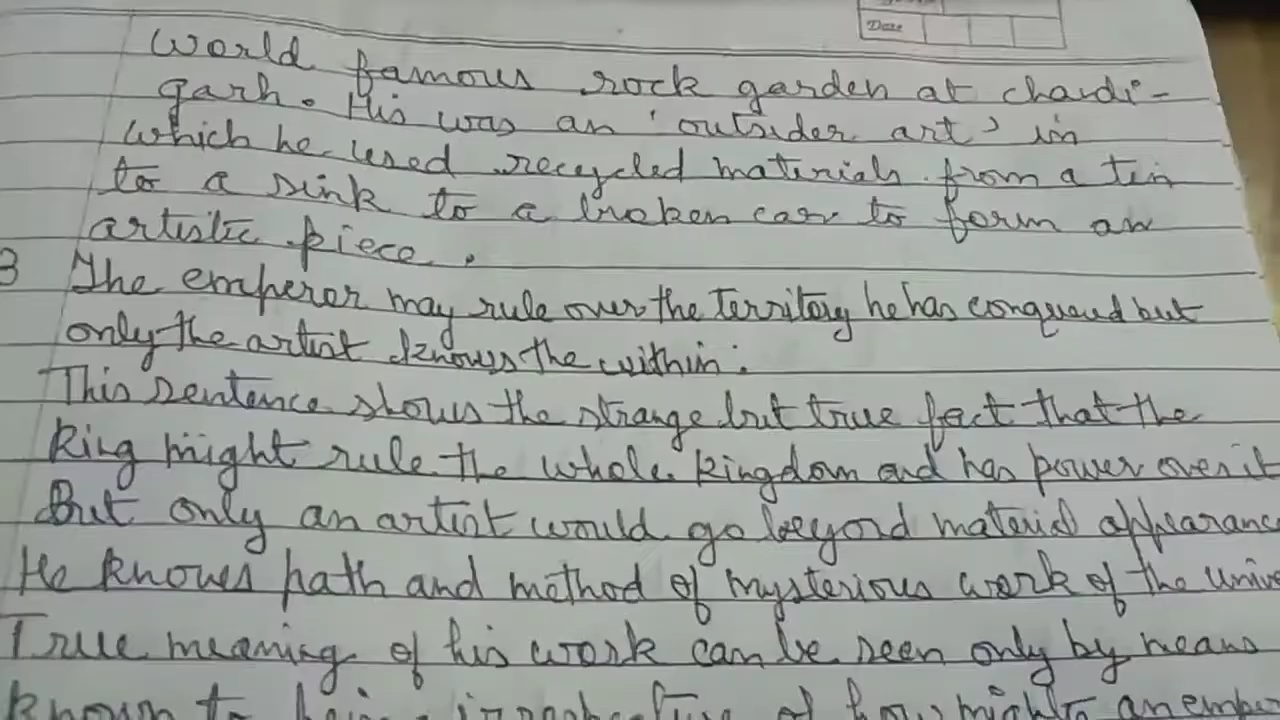 Date
World famous rock garden at chandi-
garh. His was an 'outsider art' in
which he used recycled materials from a tin
to a sink to a broken car to form an
artistic piece.
3 The emperor may rule over the territory he has conquered but
only the artist knows the within.
This sentence shows the strange but true fact that the
King might rule the whole kingdom and has power over it
But only an artist would go beyond material appearanc
He knows path and method of mysterious work of the unive
True meaning of his work can be seen only by means
known to